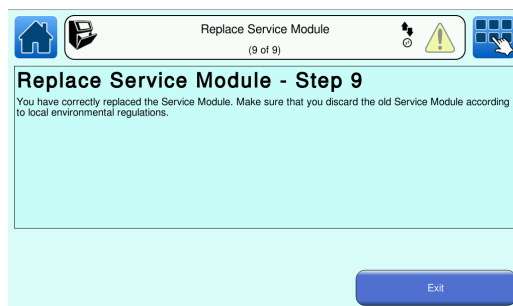 Replace Service Module
(9 of 9)
Replace Service Module - Step 9
You have correctly replaced the Service Module. Make sure that you discard the old Service Module according
to local environmental regulations.
Exit